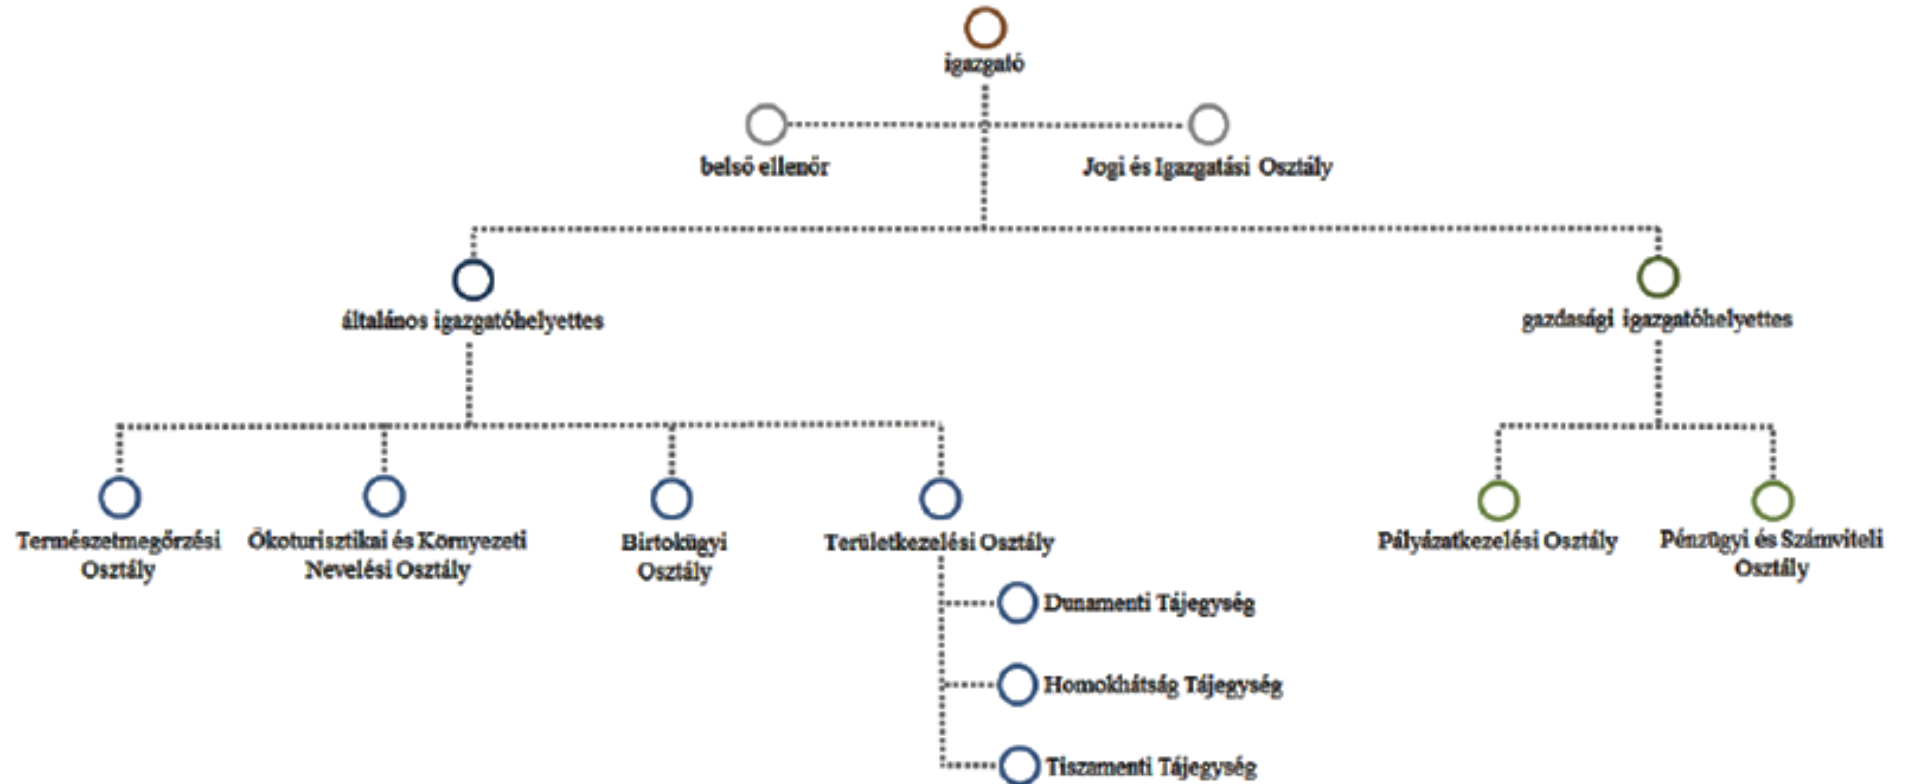 igazgató
belső ellenőr
Jogi és Igazgatási Osztály
általános igazgatóhelyettes
gazdasági igazgatóhelyettes
Természetmegőrzési
Osztály
Ökoturisztikai és Környezeti
Nevelési Osztály
Birtokügyi
Osztály
Területkezelési Osztály
Pályázatkezelési Osztály
Pénzügyi és Számviteli
Osztály
Dunamenti Tájegység
Homokhátság Tájegység
Tiszamenti Tájegység